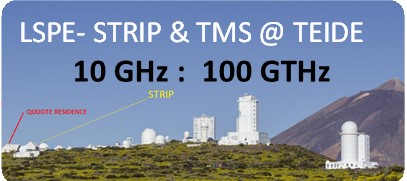 LSPE- STRIP & TMS @ TEIDE
10 GHz :  100 GTHz
STRIP
QUIJOTE RESIDENCE